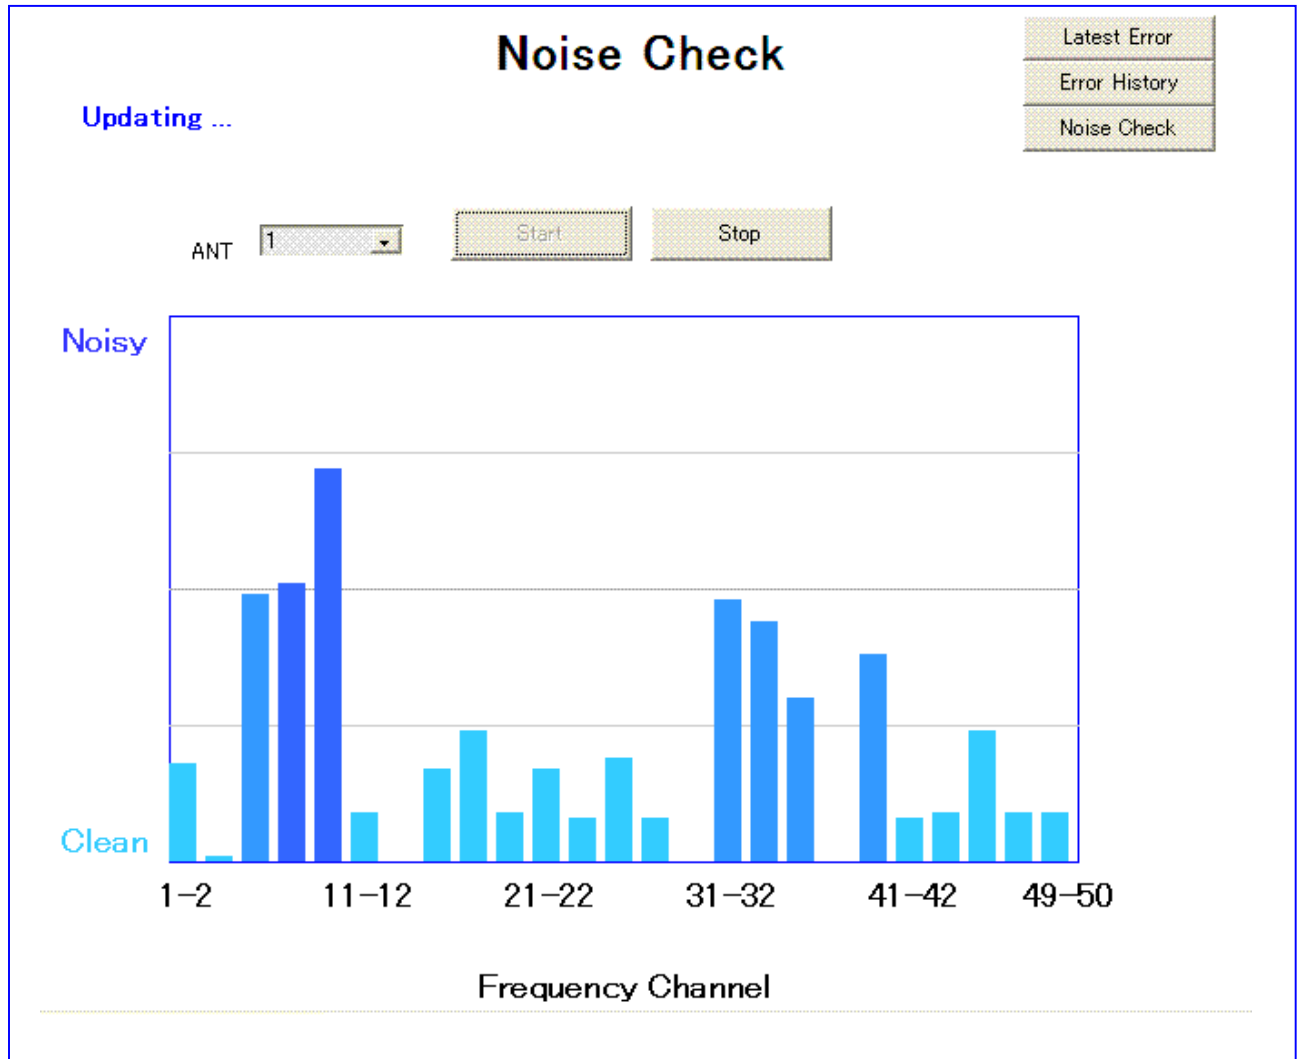 Noise Check
Latest Error
Error History
Noise Check
Updating ...
ANT
1
Start
Stop
Noisy
Clean
1-2
11-12
21-22
31-32
41-42
49-50
Frequency Channel